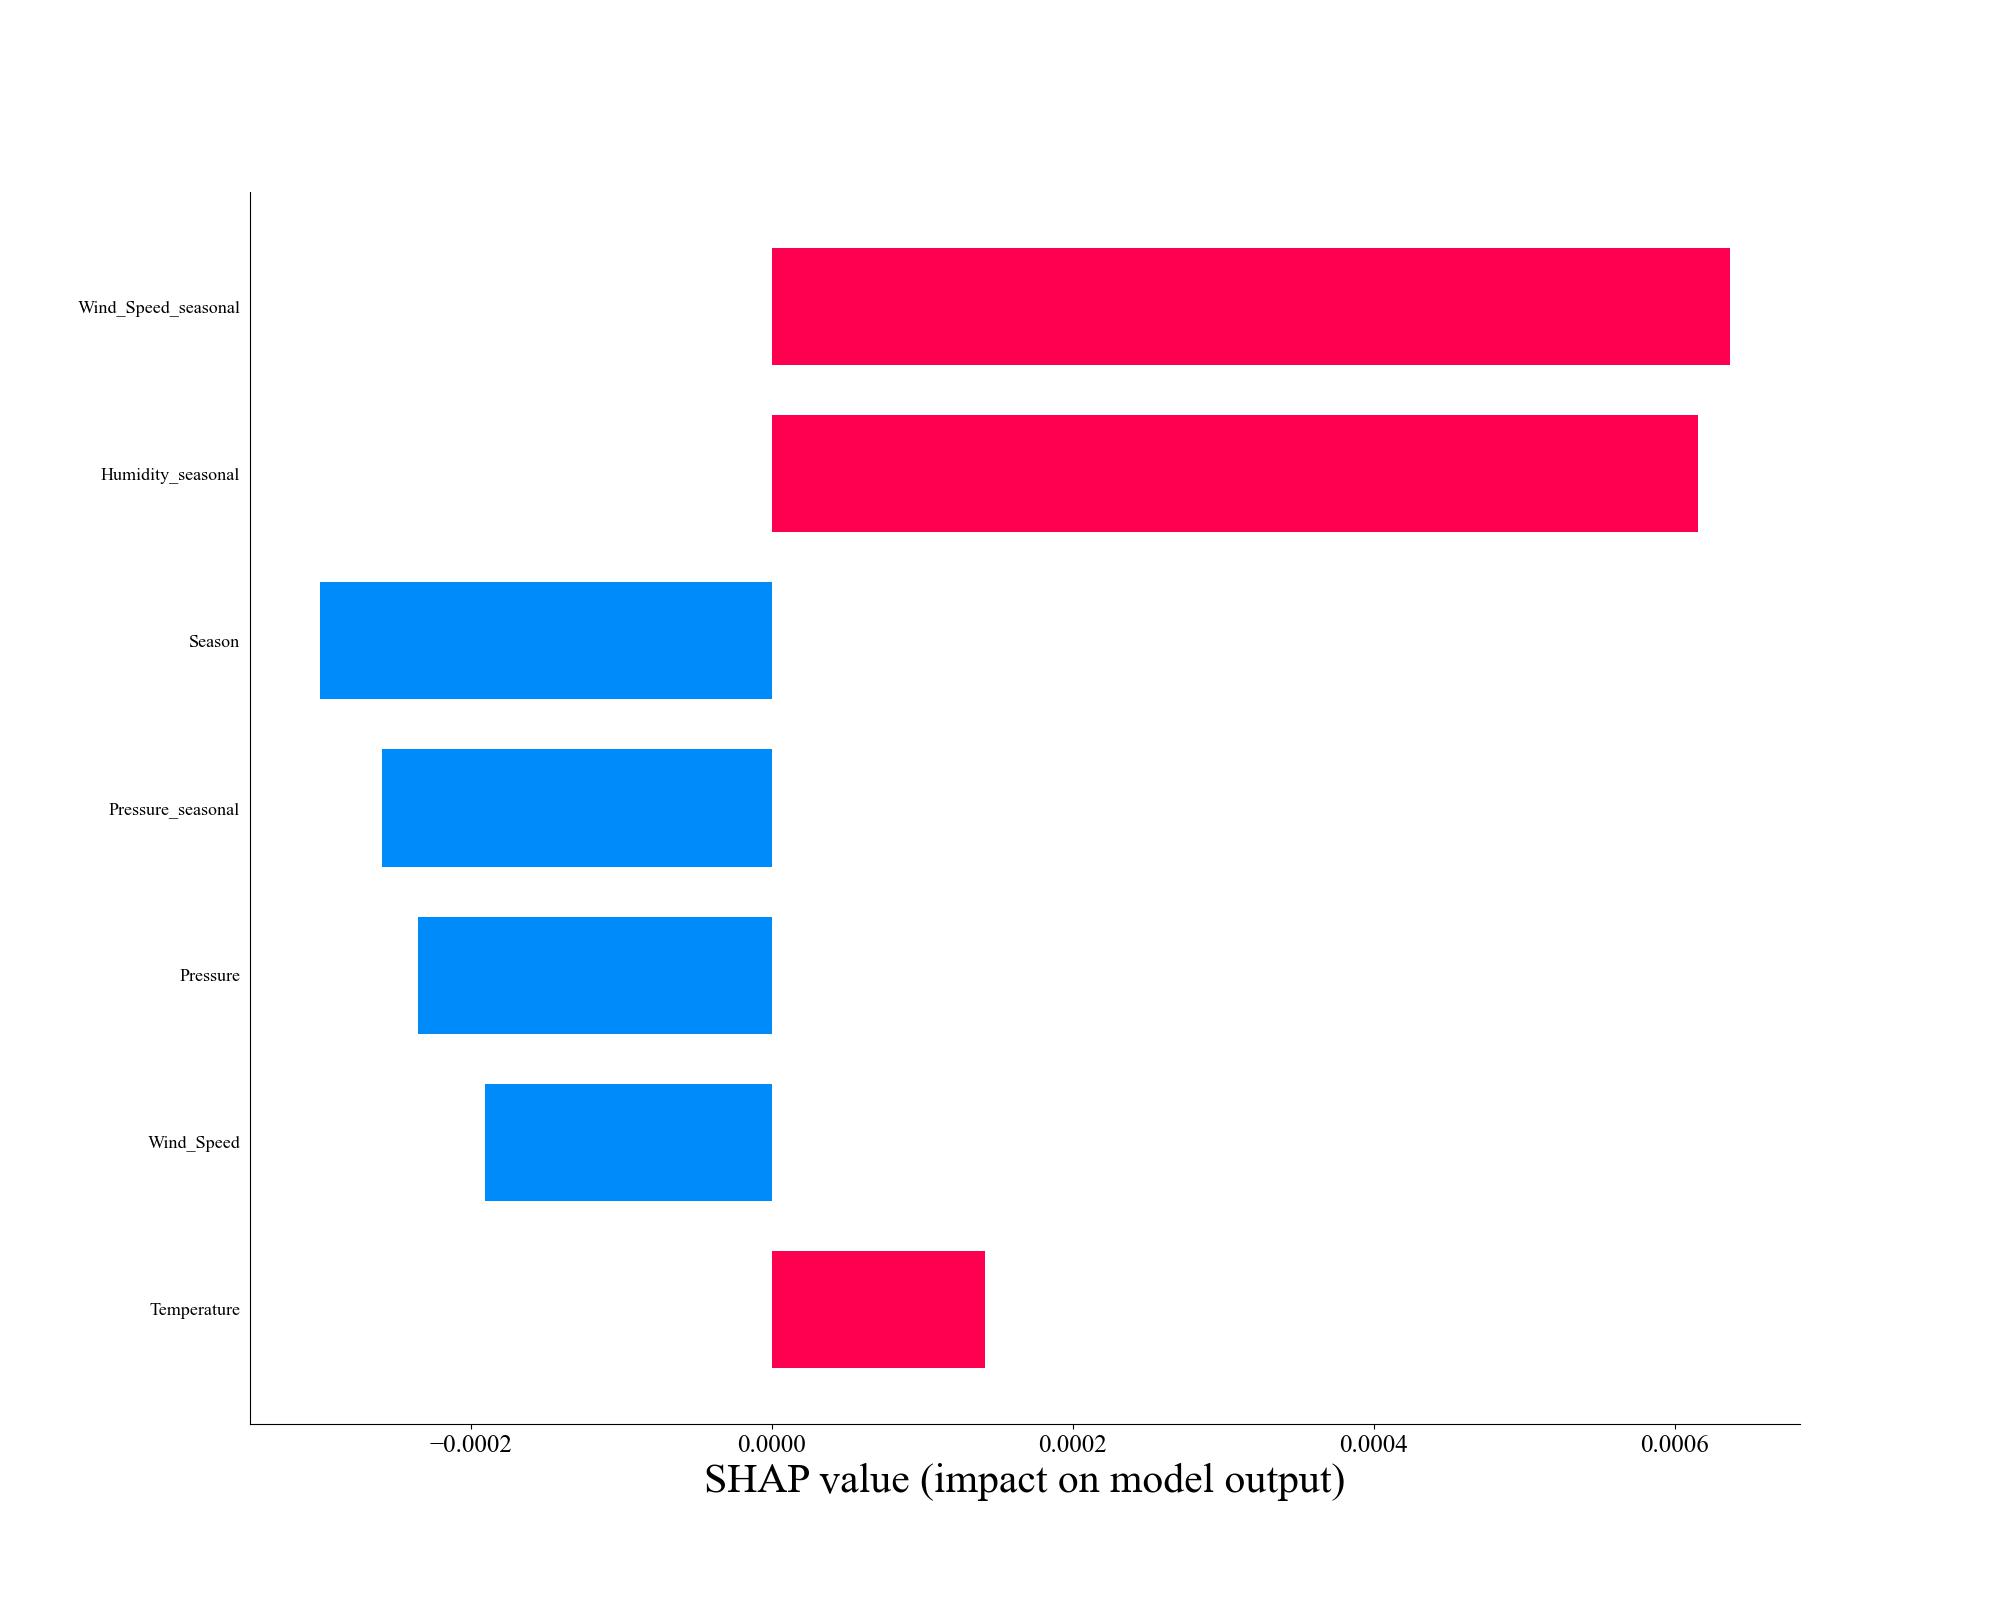 Wind_Speed_seasonal
Humidity_seasonal
Season
Pressure_seasonal
Pressure
Wind_Speed
Temperature
−0.0002 0.0000 0.0002 0.0004 0.0006
SHAP value (impact on model output)